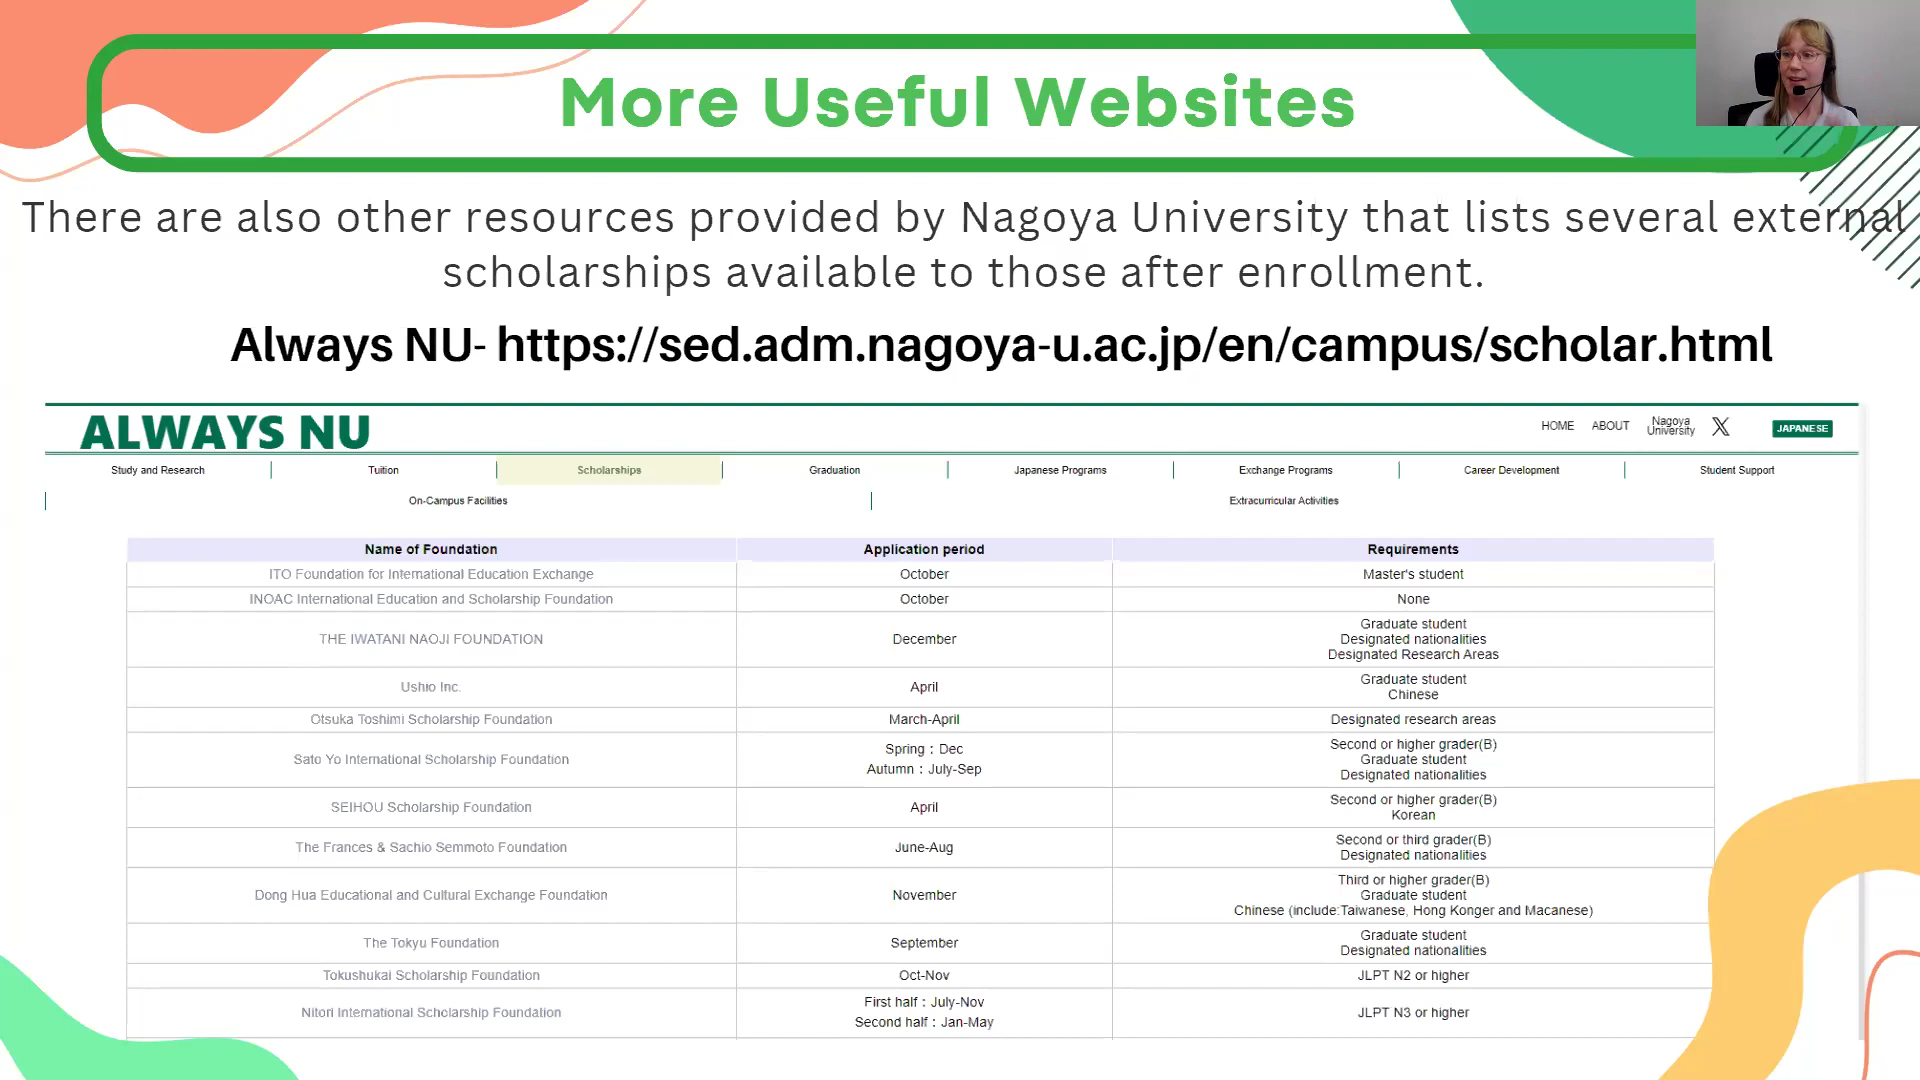 More Useful Websites
There are also other resources provided by Nagoya University that lists several external
scholarships available to those after enrollment.
Always NU- https://sed.adm.nagoya-u.ac.jp/en/campus/scholar.html
ALWAYS NU
HOME ABOUT Nagoya University X JAPANESE
Study and Research Tuition Scholarships Graduation Japanese Programs Exchange Programs Career Development Student Support
On-Campus Facilities Extracurricular Activities
Name of Foundation Application period Requirements
ITO Foundation for International Education Exchange October Master's student
INOAC International Education and Scholarship Foundation October None
THE IWATANI NAOJI FOUNDATION December Graduate student
Designated nationalities
Designated Research Areas
Ushio Inc. April Graduate student
Chinese
Otsuka Toshimi Scholarship Foundation March-April Designated research areas
Sato Yo International Scholarship Foundation Spring : Dec
Autumn : July-Sep
Second or higher grader(B)
Graduate student
Designated nationalities
SEIHOU Scholarship Foundation April Second or higher grader(B)
Korean
The Frances & Sachio Semmoto Foundation June-Aug Second or third grader(B)
Designated nationalities
Dong Hua Educational and Cultural Exchange Foundation November Third or higher grader(B)
Graduate student
Chinese (include:Taiwanese, Hong Konger and Macanese)
The Tokyu Foundation September Graduate student
Designated nationalities
Tokushukai Scholarship Foundation Oct-Nov JLPT N2 or higher
Nitori International Scholarship Foundation First half : July-Nov
Second half : Jan-May
JLPT N3 or higher